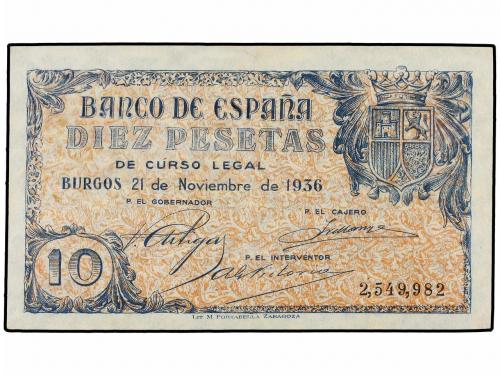 BANCO DE ESPAÑA
DIEZ PESETAS
DE CURSO LEGAL
BURGOS 21 de Noviembre de 1936
P. EL GOBERNADOR
P. EL CAJERO
P. EL INTERVENTOR
10
2,549,982
LIT. M. PORTABELLA ZARAGOZA